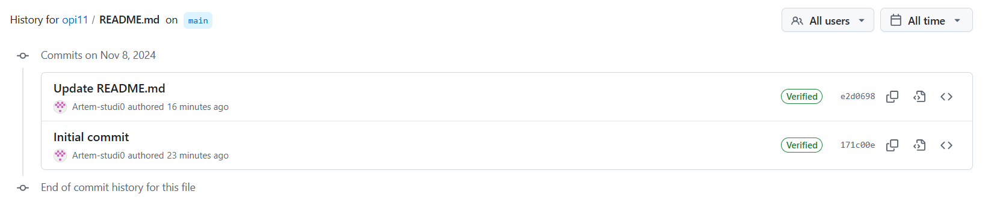 History for opi11 / README.md on main
All users
All time
Commits on Nov 8, 2024
Update README.md
Artem-studi0 authored 16 minutes ago
Verified
e2d0698
Initial commit
Artem-studi0 authored 23 minutes ago
Verified
171c00e
End of commit history for this file